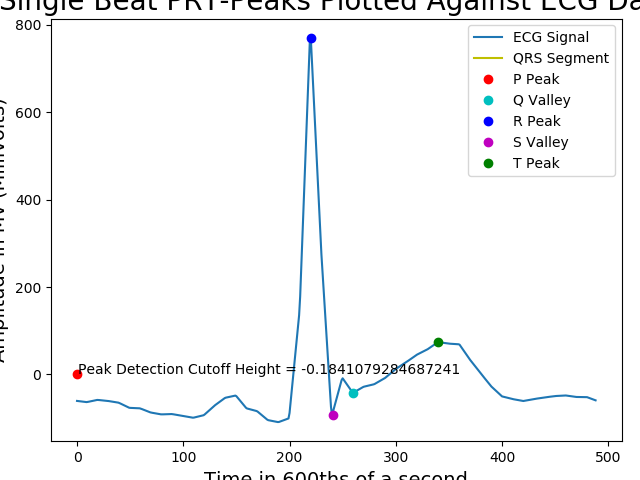 Single Beat PRT-Peaks Plotted Against ECG Da
800
600
400
200
0
Amplitude in MV (Millivolts)
ECG Signal
QRS Segment
P Peak
Q Valley
R Peak
S Valley
T Peak
Peak Detection Cutoff Height = -0.1841079284687241
0
100
200
300
400
500
Time in 600ths of a second